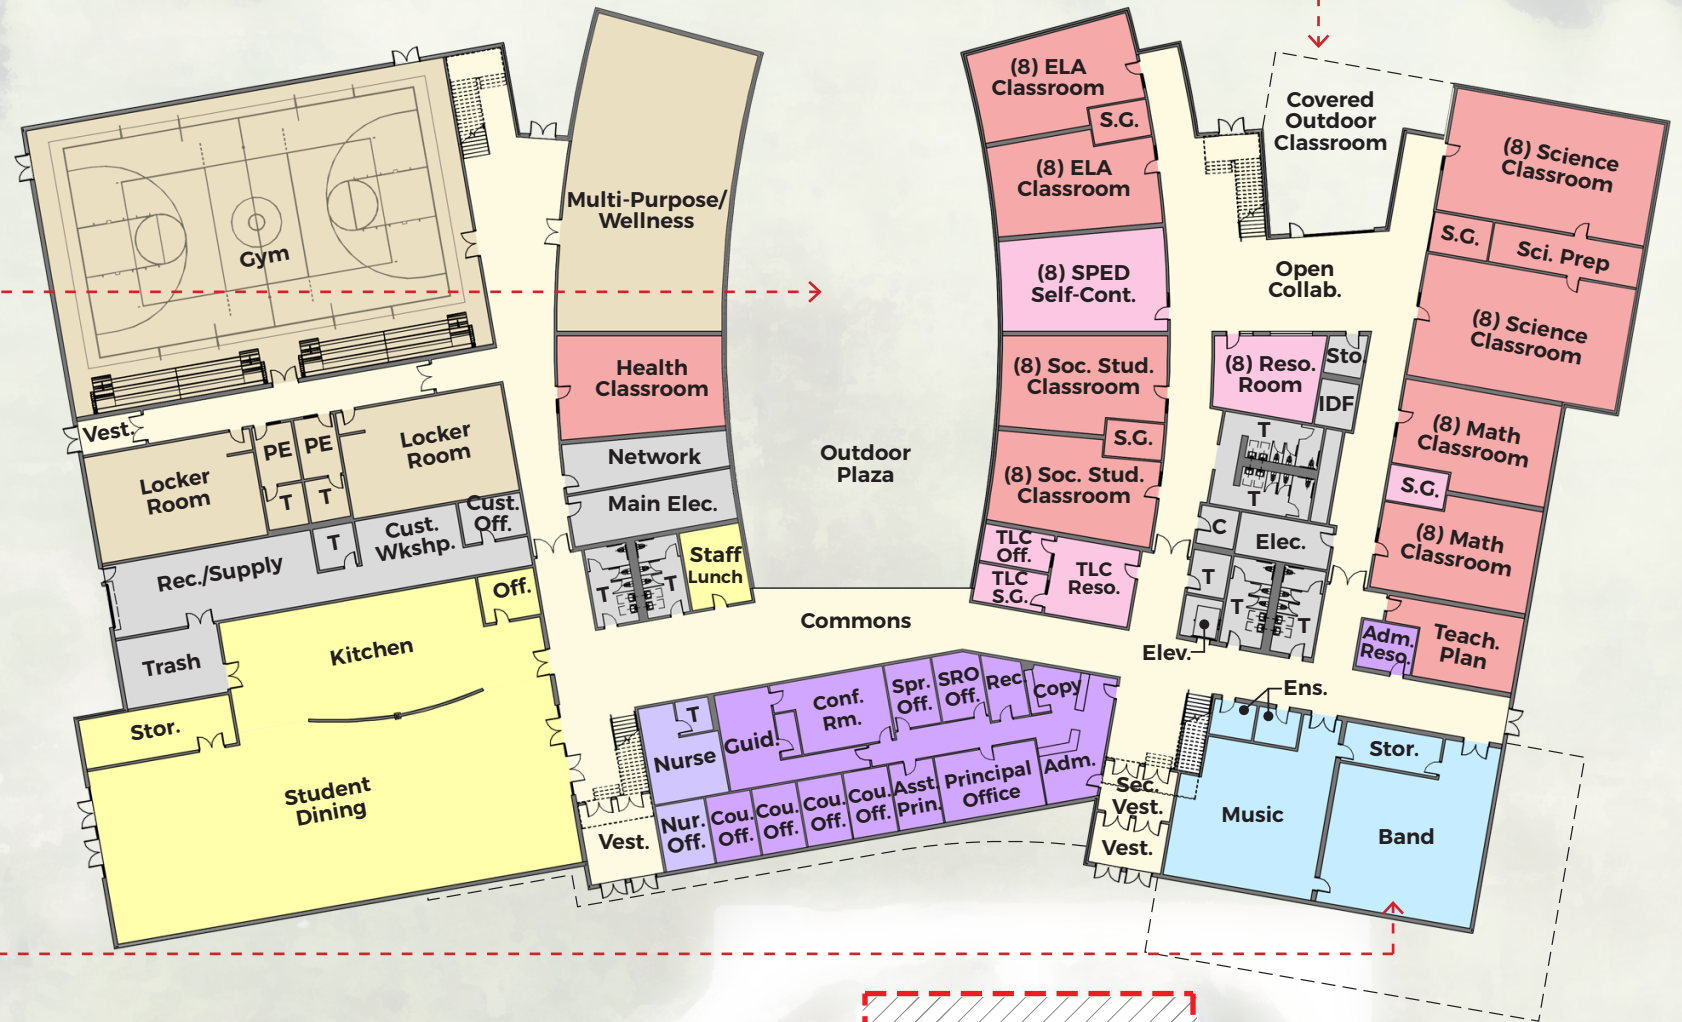 Gym
Vest.
Locker
Room
PE
PE
T
T
Locker
Room
Rec./Supply
T
Cust.
Wkshp.
Cust.
Off.
Trash
Kitchen
Off.
Stor.
Student
Dining
Multi-Purpose/
Wellness
Health
Classroom
Network
Main Elec.
T
T
Staff
Lunch
Outdoor
Plaza
Commons
Vest.
Nurse
T
Nur.
Off.
Guid.
Conf.
Rm.
Spr.
Off.
SRO
Off.
Rec.
Copy
Cou.
Off.
Cou.
Off.
Cou.
Off.
Cou.
Off.
Asst.
Prin.
Principal
Office
Adm.
(8) ELA
Classroom
S.G.
(8) ELA
Classroom
(8) SPED
Self-Cont.
(8) Soc. Stud.
Classroom
S.G.
(8) Soc. Stud.
Classroom
TLC
Off.
TLC
S.G.
TLC
Reso.
Covered
Outdoor
Classroom
Open
Collab.
(8) Reso.
Room
Sto.
IDF
T
T
C
Elec.
T
T
T
Elev.
(8) Science
Classroom
S.G.
Sci. Prep
(8) Science
Classroom
(8) Math
Classroom
S.G.
(8) Math
Classroom
Adm.
Reso.
Teach.
Plan
Ens.
Stor.
Music
Band
Sec.
Vest.
Vest.